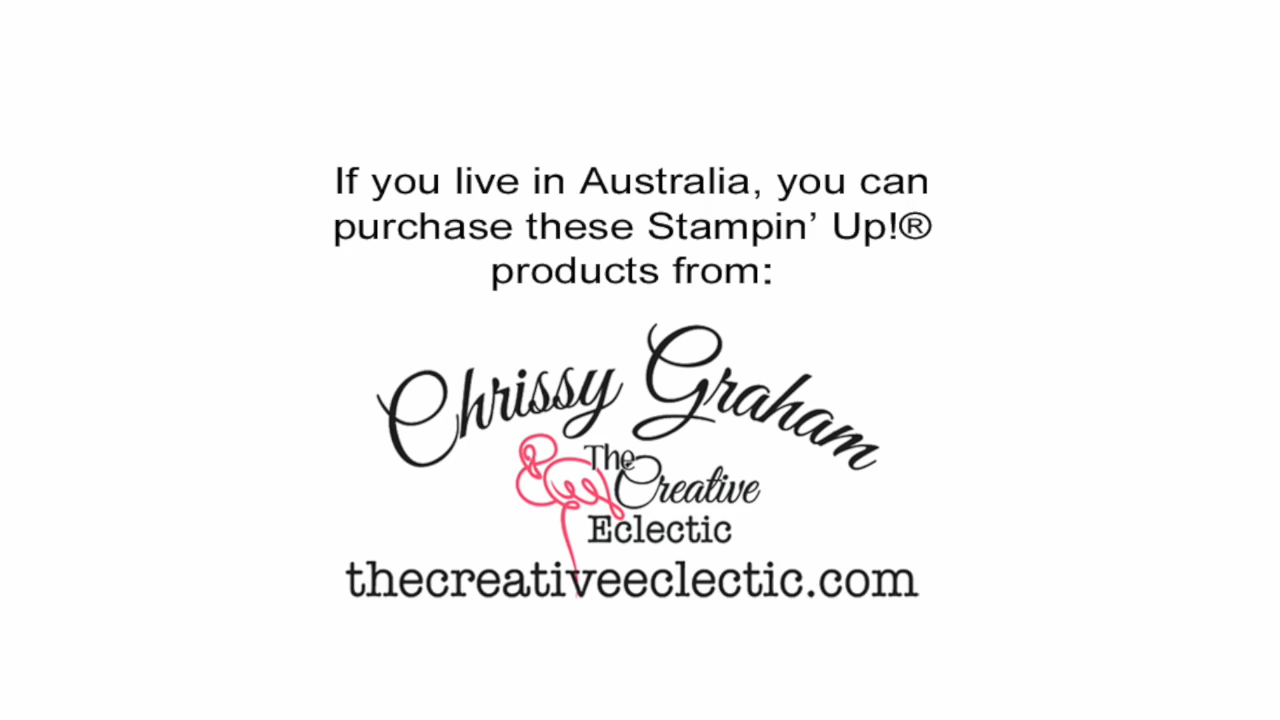 If you live in Australia, you can
purchase these Stampin’ Up!®
products from:
Chrissy Graham
The
Creative
Eclectic
thecreativeeclectic.com